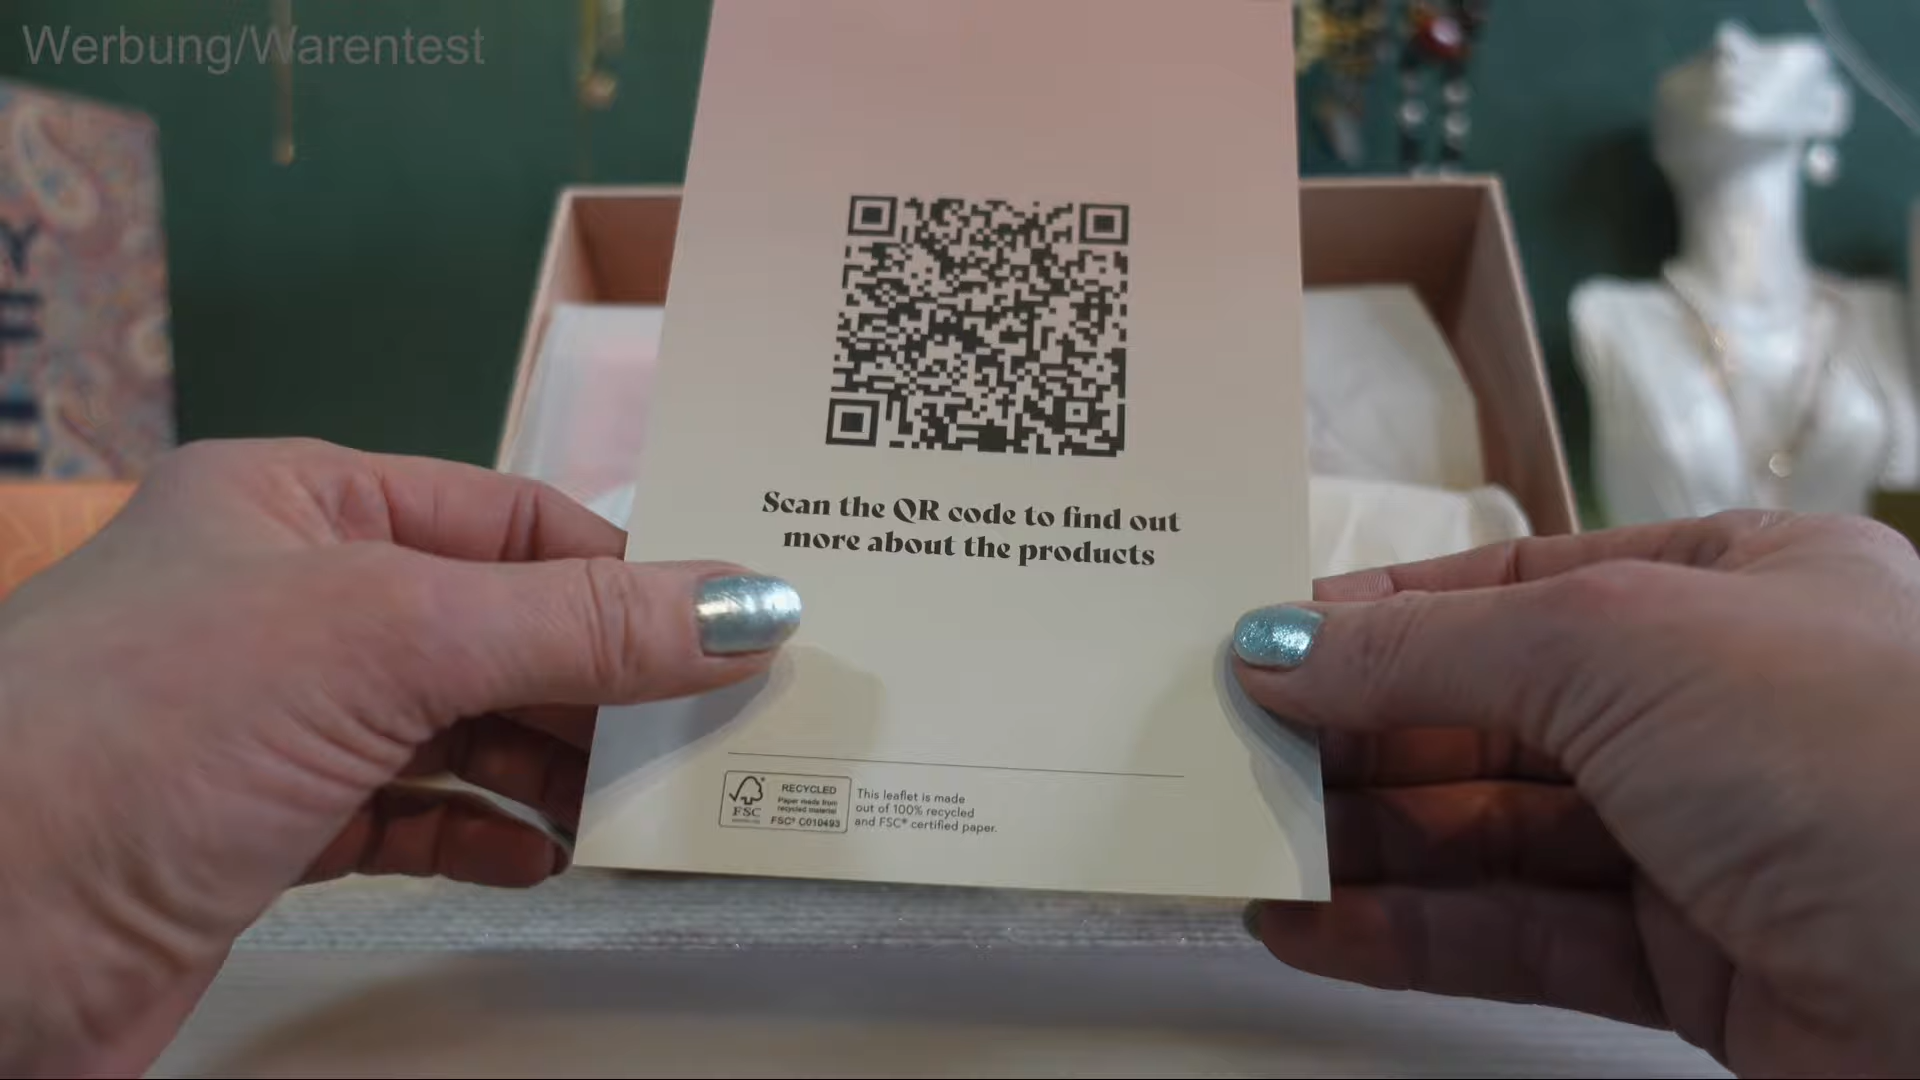 Werbung/Warentest
Scan the QR code to find out
more about the products
FSC
RECYCLED
Paper made from
recycled material
FSC® C010493
This leaflet is made
out of 100% recycled
and FSC® certified paper.